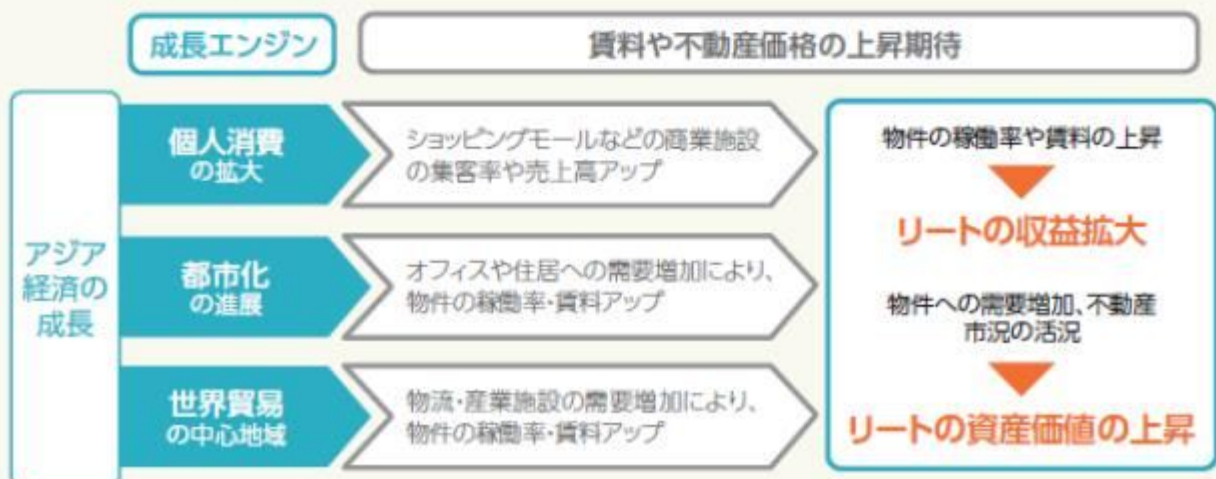 成長エンジン
賃料や不動産価格の上昇期待
アジア
経済の
成長
個人消費
の拡大
ショッピングモールなどの商業施設
の集客率や売上高アップ
都市化
の進展
オフィスや住居への需要増加により、
物件の稼働率・賃料アップ
世界貿易
の中心地域
物流・産業施設の需要増加により、
物件の稼働率・賃料アップ
物件の稼働率や賃料の上昇
リートの収益拡大
物件への需要増加、不動産
市況の活況
リートの資産価値の上昇